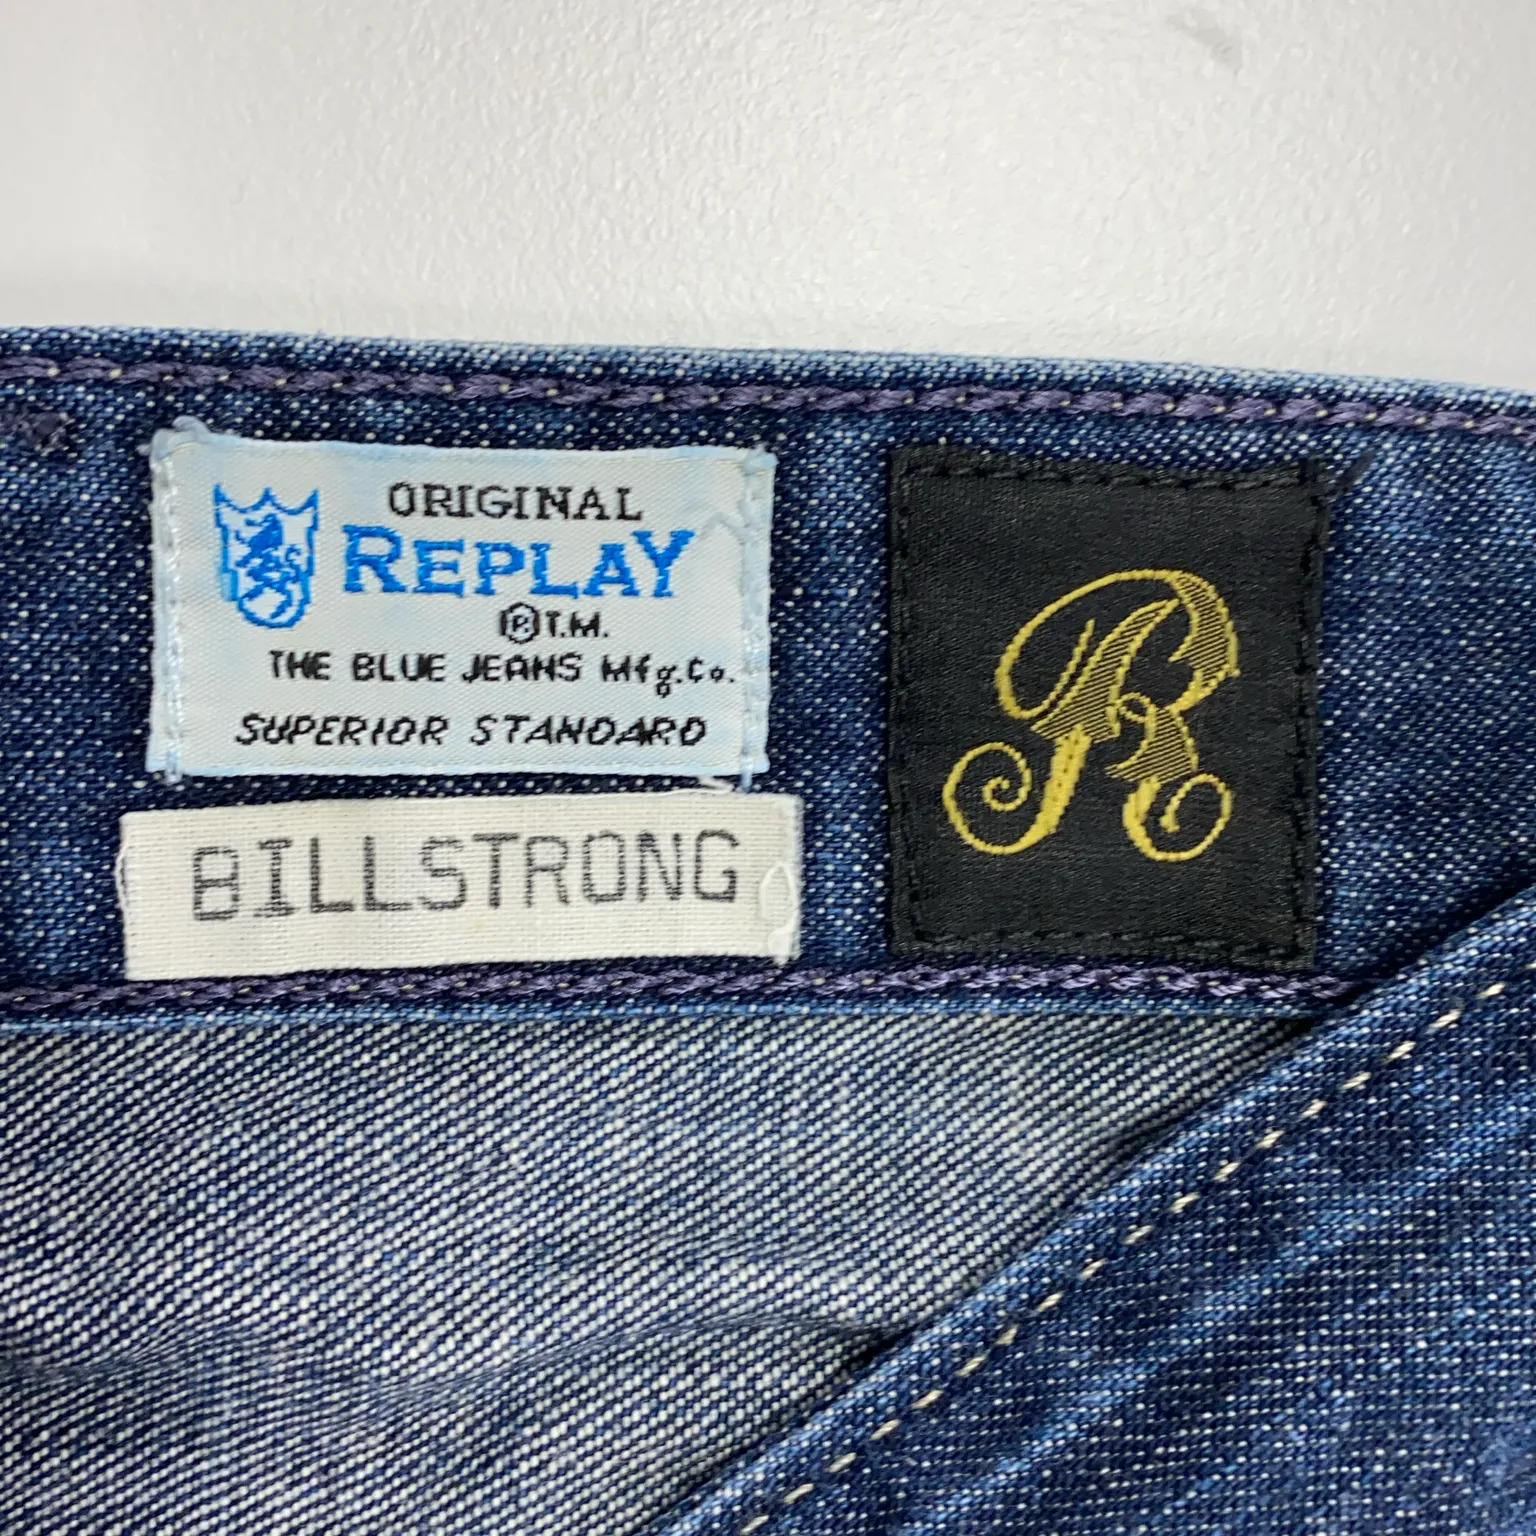 ORIGINAL
REPLAY
® T.M.
THE BLUE JEANS Mfg.Co.
SUPERIOR STANDARD
BILLSTRONG
R